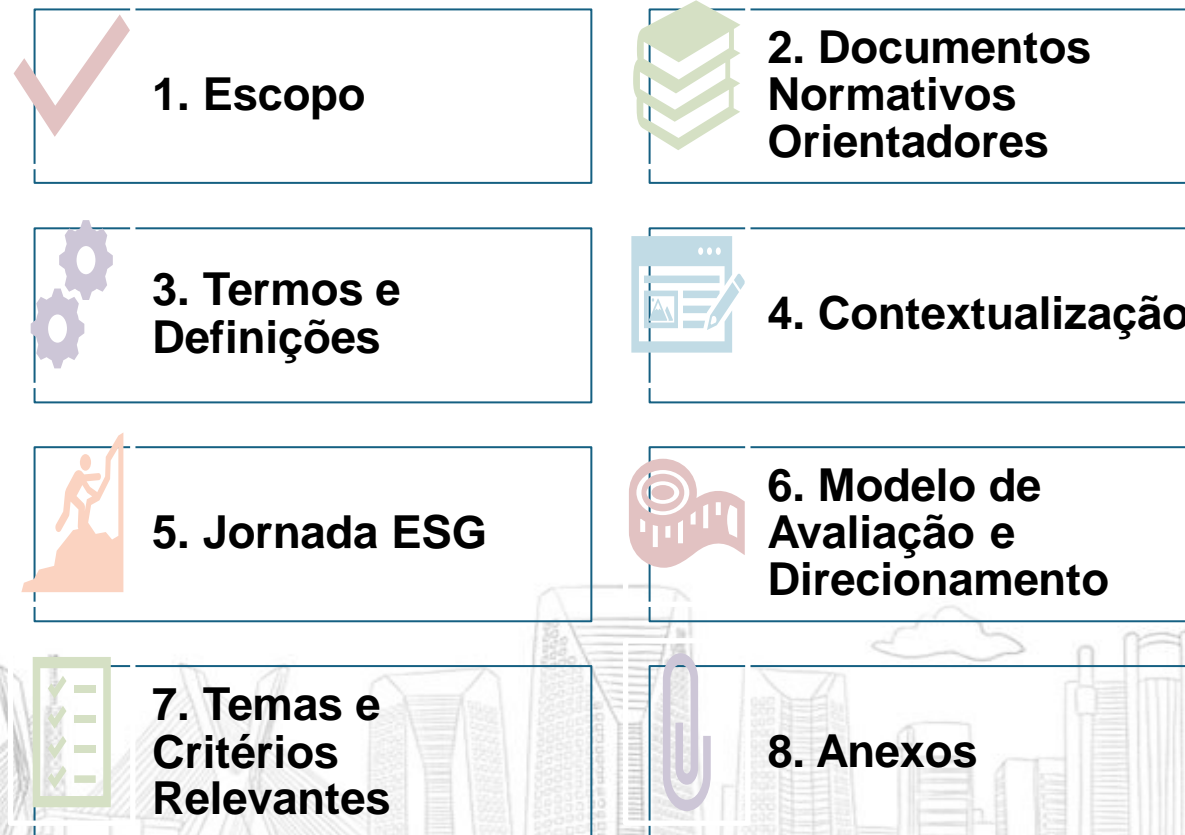 1. Escopo
2. Documentos
Normativos
Orientadores
3. Termos e
Definições
4. Contextualização
5. Jornada ESG
6. Modelo de
Avaliação e
Direcionamento
7. Temas e
Critérios
Relevantes
8. Anexos